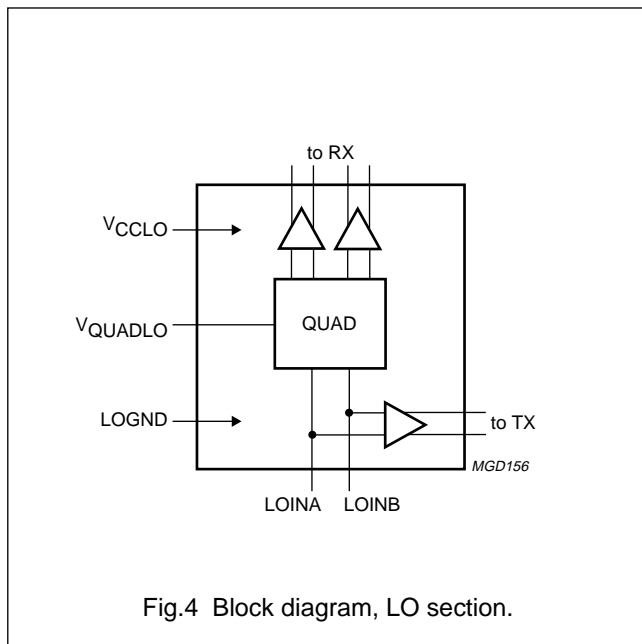 to RX
VCCLO
VQUADLO
QUAD
LOGND
to TX
MGD156
LOINA LOINB
Fig.4 Block diagram, LO section.